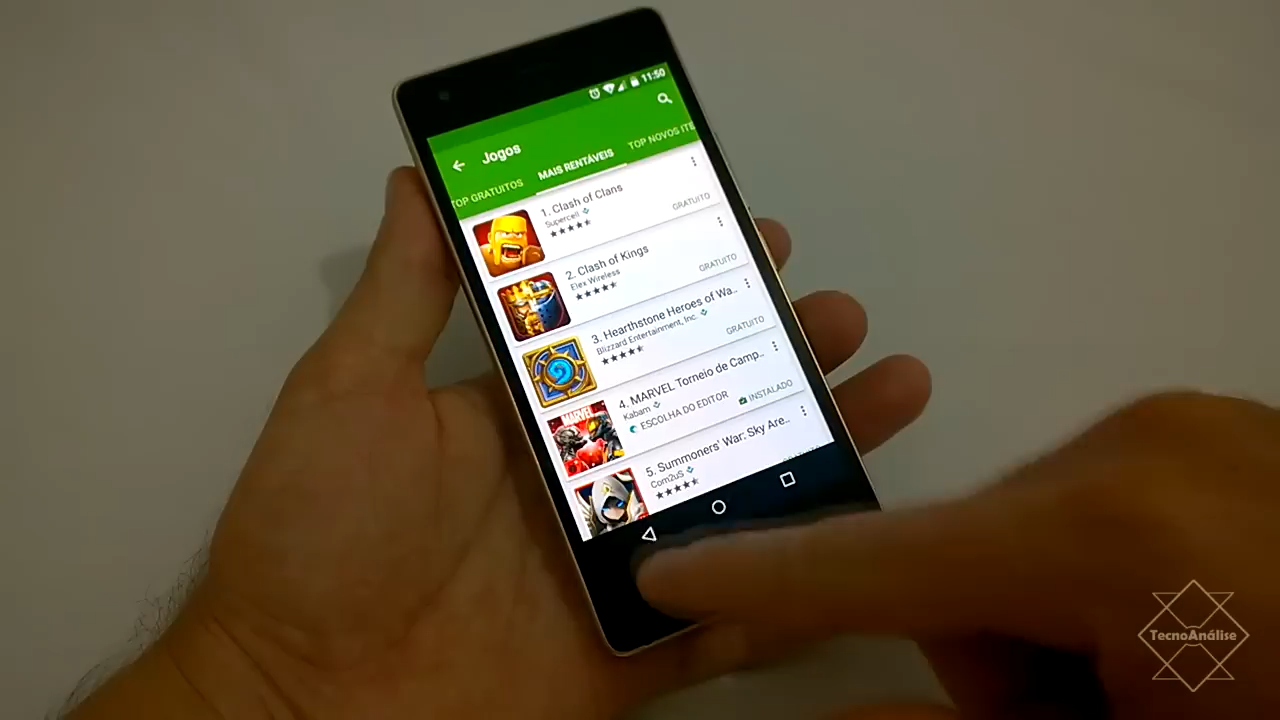 11:50
Jogos
TOP GRATUITOS MAIS RENTÁVEIS TOP NOVOS ITE
1. Clash of Clans
Supercell
GRATUITO
2. Clash of Kings
Elex Wireless
GRATUITO
3. Hearthstone Heroes of Wa..
Blizzard Entertainment, Inc.
GRATUITO
MARVEL
4. MARVEL Torneio de Camp..
Kabam
ESCOLHA DO EDITOR INSTALADO
5. Summoners' War: Sky Are..
Com2uS
TecnoAnálise